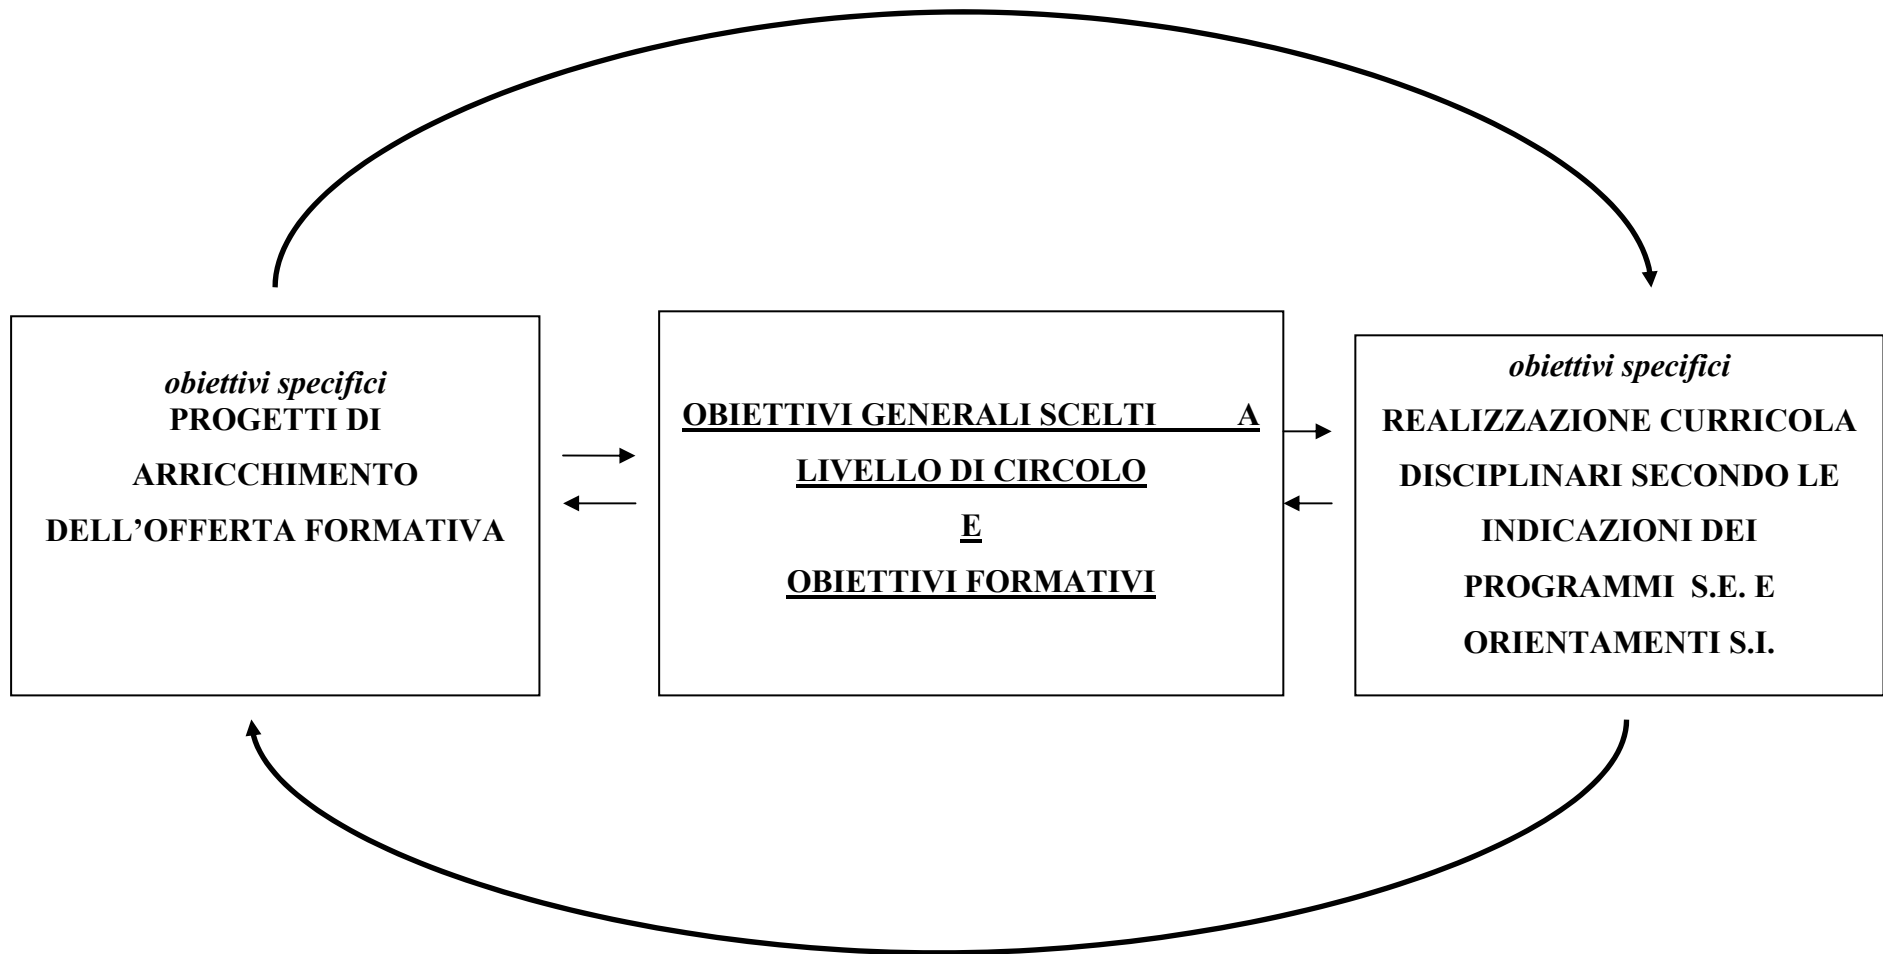 obiettivi specifici
PROGETTI DI
ARRICCHIMENTO
DELL’OFFERTA FORMATIVA
OBIETTIVI GENERALI SCELTI A
LIVELLO DI CIRCOLO
E
OBIETTIVI FORMATIVI
obiettivi specifici
REALIZZAZIONE CURRICOLA
DISCIPLINARI SECONDO LE
INDICAZIONI DEI
PROGRAMMI S.E. E
ORIENTAMENTI S.I.